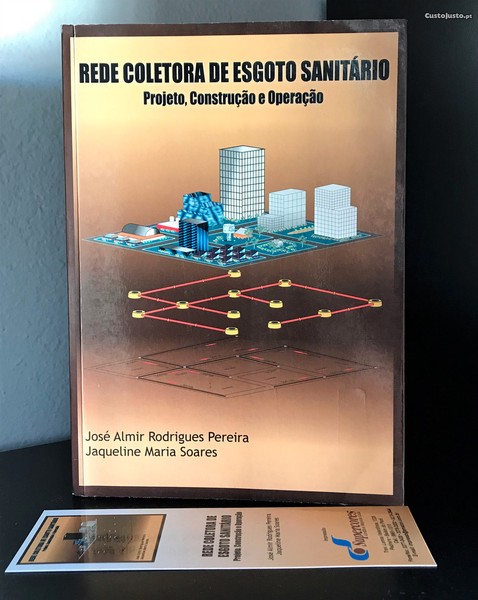 CustoJusto.pt
REDE COLETORA DE ESGOTO SANITÁRIO
Projeto, Construção e Operação
José Almir Rodrigues Pereira
Jaqueline Maria Soares
REDE COLETORA DE
ESGOTO SANITÁRIO
Projeto, Construção e Operação
José Almir Rodrigues Pereira
Jaqueline Maria Soares